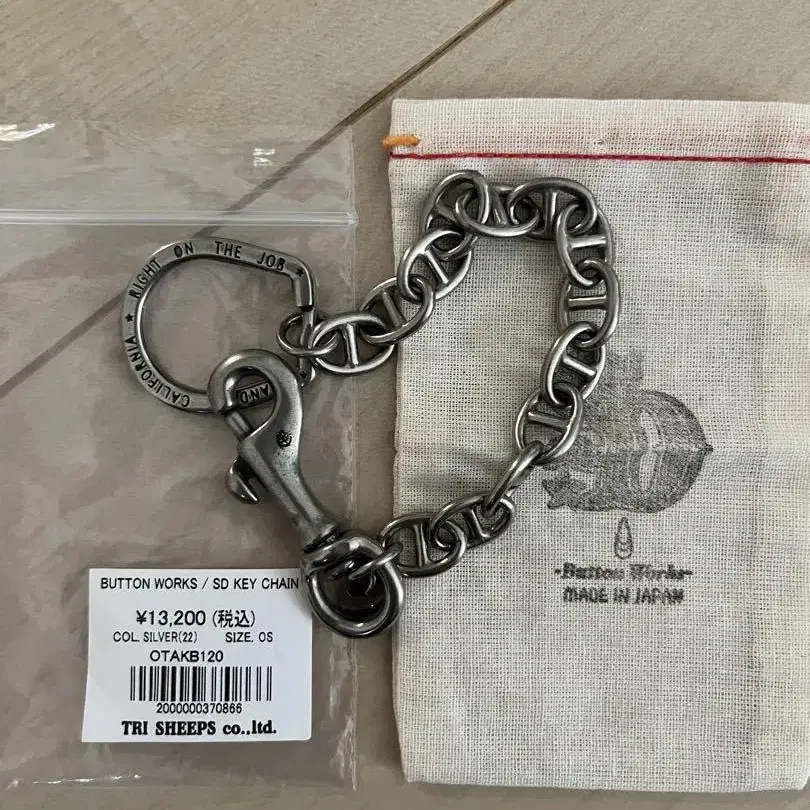 CALIFORNIA ★ RIGHT ON THE JOB ★
AND
BUTTON WORKS / SD KEY CHAIN
¥13,200 (税込)
COL. SILVER(22) SIZE. OS
OTAKB120
2000000370866
TRI SHEEPS co.,ltd.
-Button Works-
MADE IN JAPAN